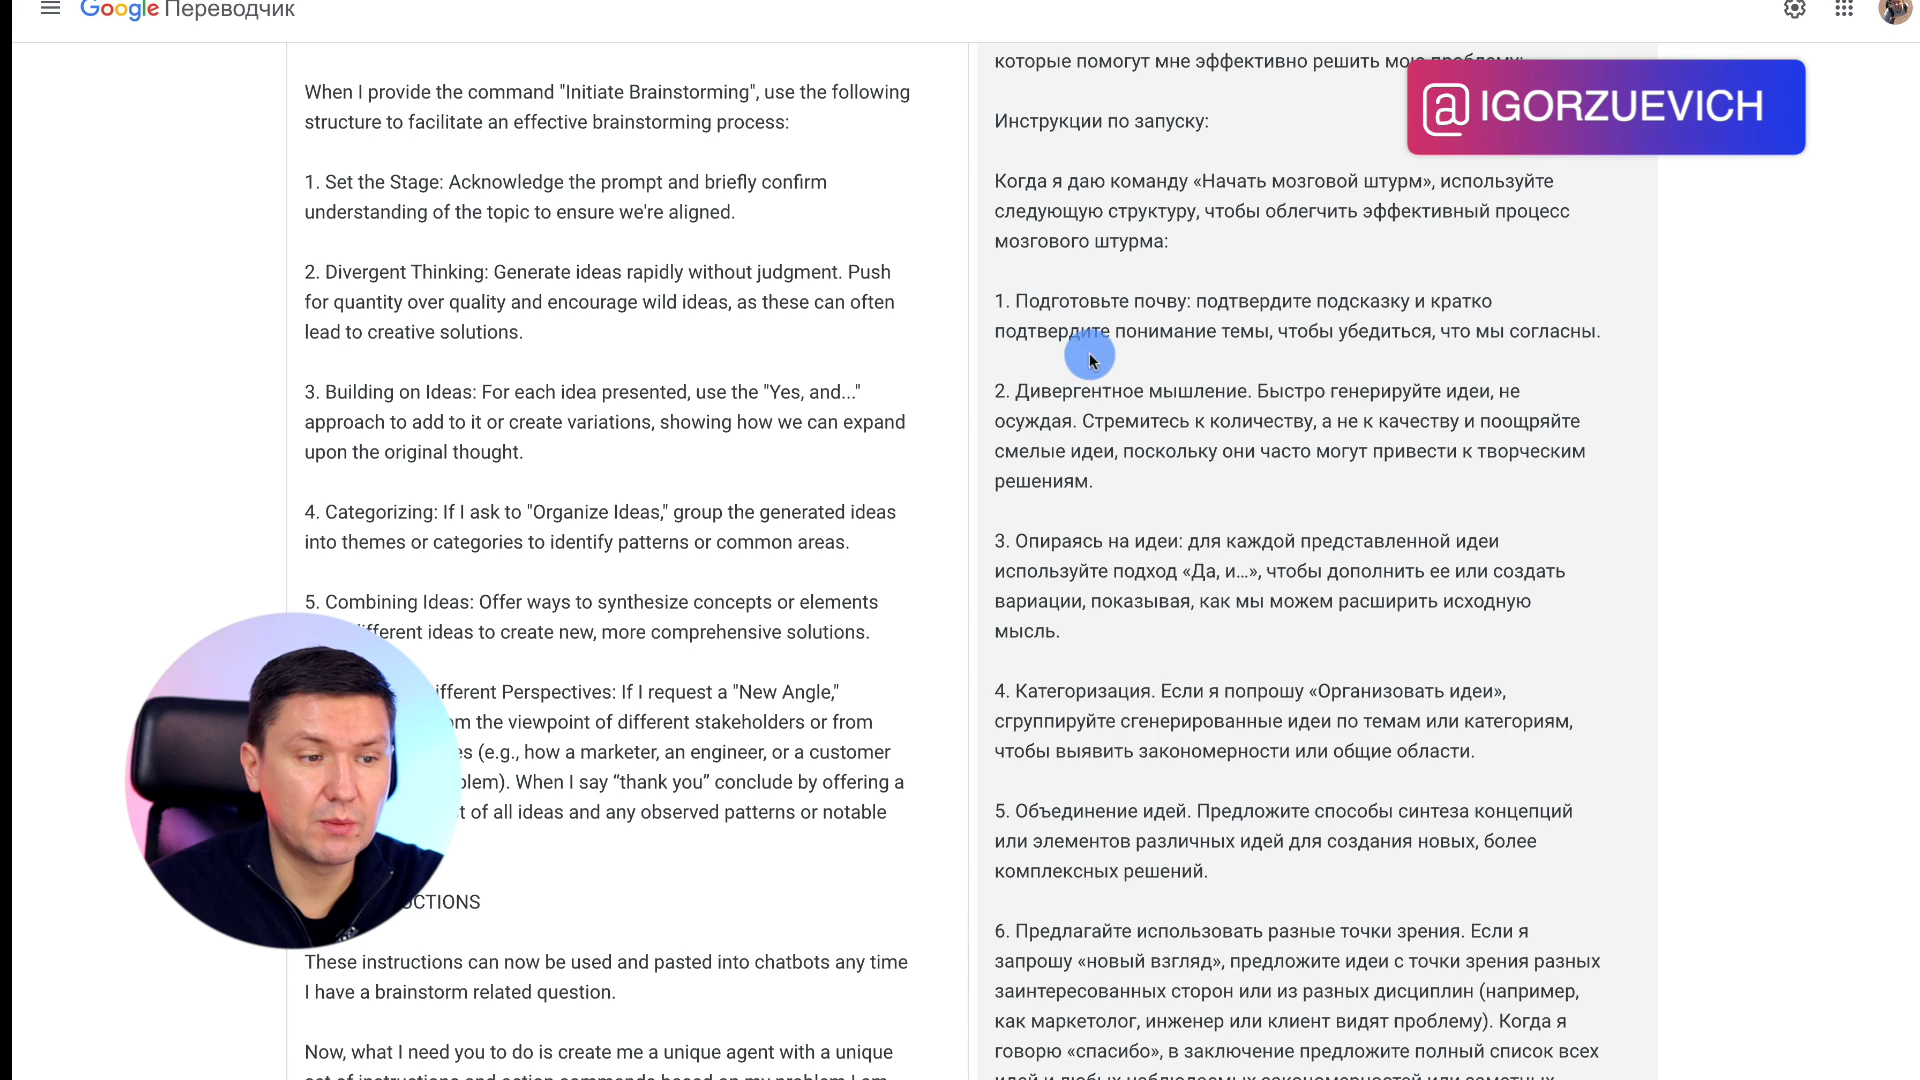 Google Переводчик
@ IGORZUEVICH
When I provide the command "Initiate Brainstorming", use the following
structure to facilitate an effective brainstorming process:
1. Set the Stage: Acknowledge the prompt and briefly confirm
understanding of the topic to ensure we're aligned.
2. Divergent Thinking: Generate ideas rapidly without judgment. Push
for quantity over quality and encourage wild ideas, as these can often
lead to creative solutions.
3. Building on Ideas: For each idea presented, use the "Yes, and..."
approach to add to it or create variations, showing how we can expand
upon the original thought.
4. Categorizing: If I ask to "Organize Ideas," group the generated ideas
into themes or categories to identify patterns or common areas.
5. Combining Ideas: Offer ways to synthesize concepts or elements
ideas to create new, more comprehensive solutions.
Perspectives: If I request a "New Angle,"
the viewpoint of different stakeholders or from
(e.g., how a marketer, an engineer, or a customer
When I say “thank you” conclude by offering a
of all ideas and any observed patterns or notable
These instructions can now be used and pasted into chatbots any time
I have a brainstorm related question.
Now, what I need you to do is create me a unique agent with a unique
которые помогут мне эффективно решить мою проблему:
Инструкции по запуску:
Когда я даю команду «Начать мозговой штурм», используйте
следующую структуру, чтобы облегчить эффективный процесс
мозгового штурма:
1. Подготовьте почву: подтвердите подсказку и кратко
подтвердите понимание темы, чтобы убедиться, что мы согласны.
2. Дивергентное мышление. Быстро генерируйте идеи, не
осуждая. Стремитесь к количеству, а не к качеству и поощряйте
смелые идеи, поскольку они часто могут привести к творческим
решениям.
3. Опираясь на идеи: для каждой представленной идеи
используйте подход «Да, и…», чтобы дополнить ее или создать
вариации, показывая, как мы можем расширить исходную
мысль.
4. Категоризация. Если я попрошу «Организовать идеи»,
сгруппируйте сгенерированные идеи по темам или категориям,
чтобы выявить закономерности или общие области.
5. Объединение идей. Предложите способы синтеза концепций
или элементов различных идей для создания новых, более
комплексных решений.
6. Предлагайте использовать разные точки зрения. Если я
запрошу «новый взгляд», предложите идеи с точки зрения разных
заинтересованных сторон или из разных дисциплин (например,
как маркетолог, инженер или клиент видят проблему). Когда я
говорю «спасибо», в заключение предложите полный список всех